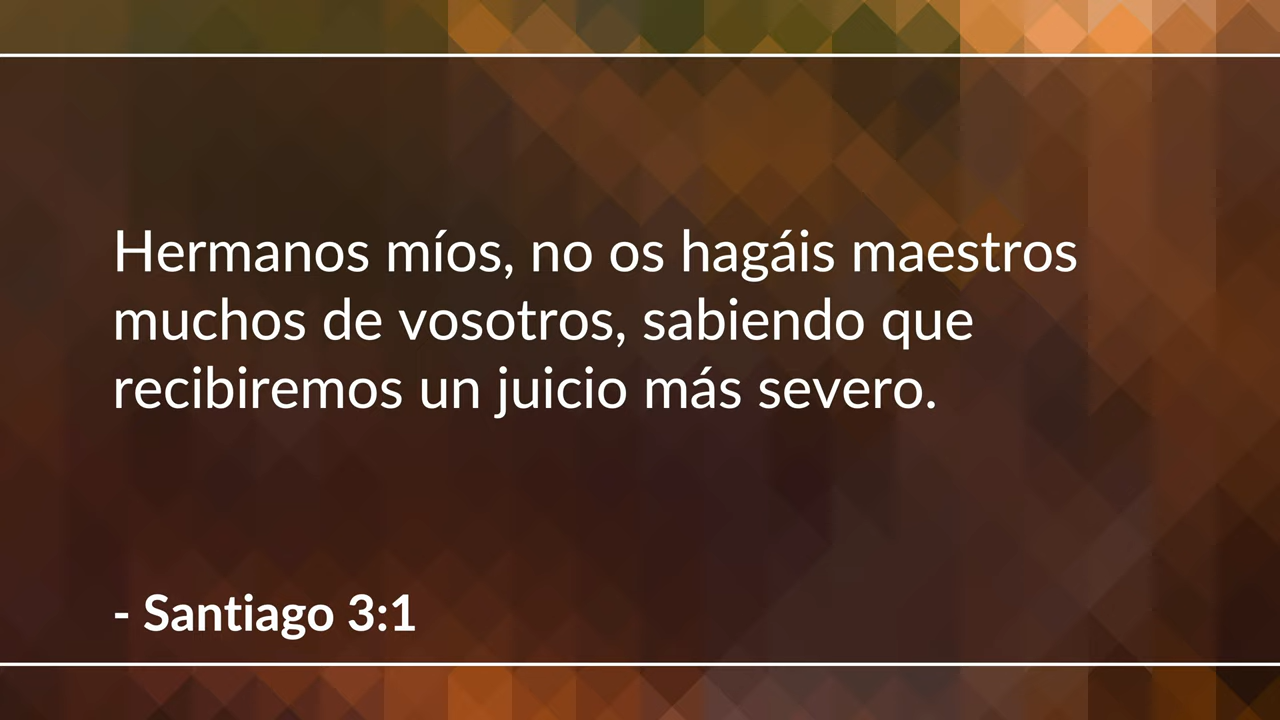 Hermanos míos, no os hagáis maestros
muchos de vosotros, sabiendo que
recibiremos un juicio más severo.
- Santiago 3:1